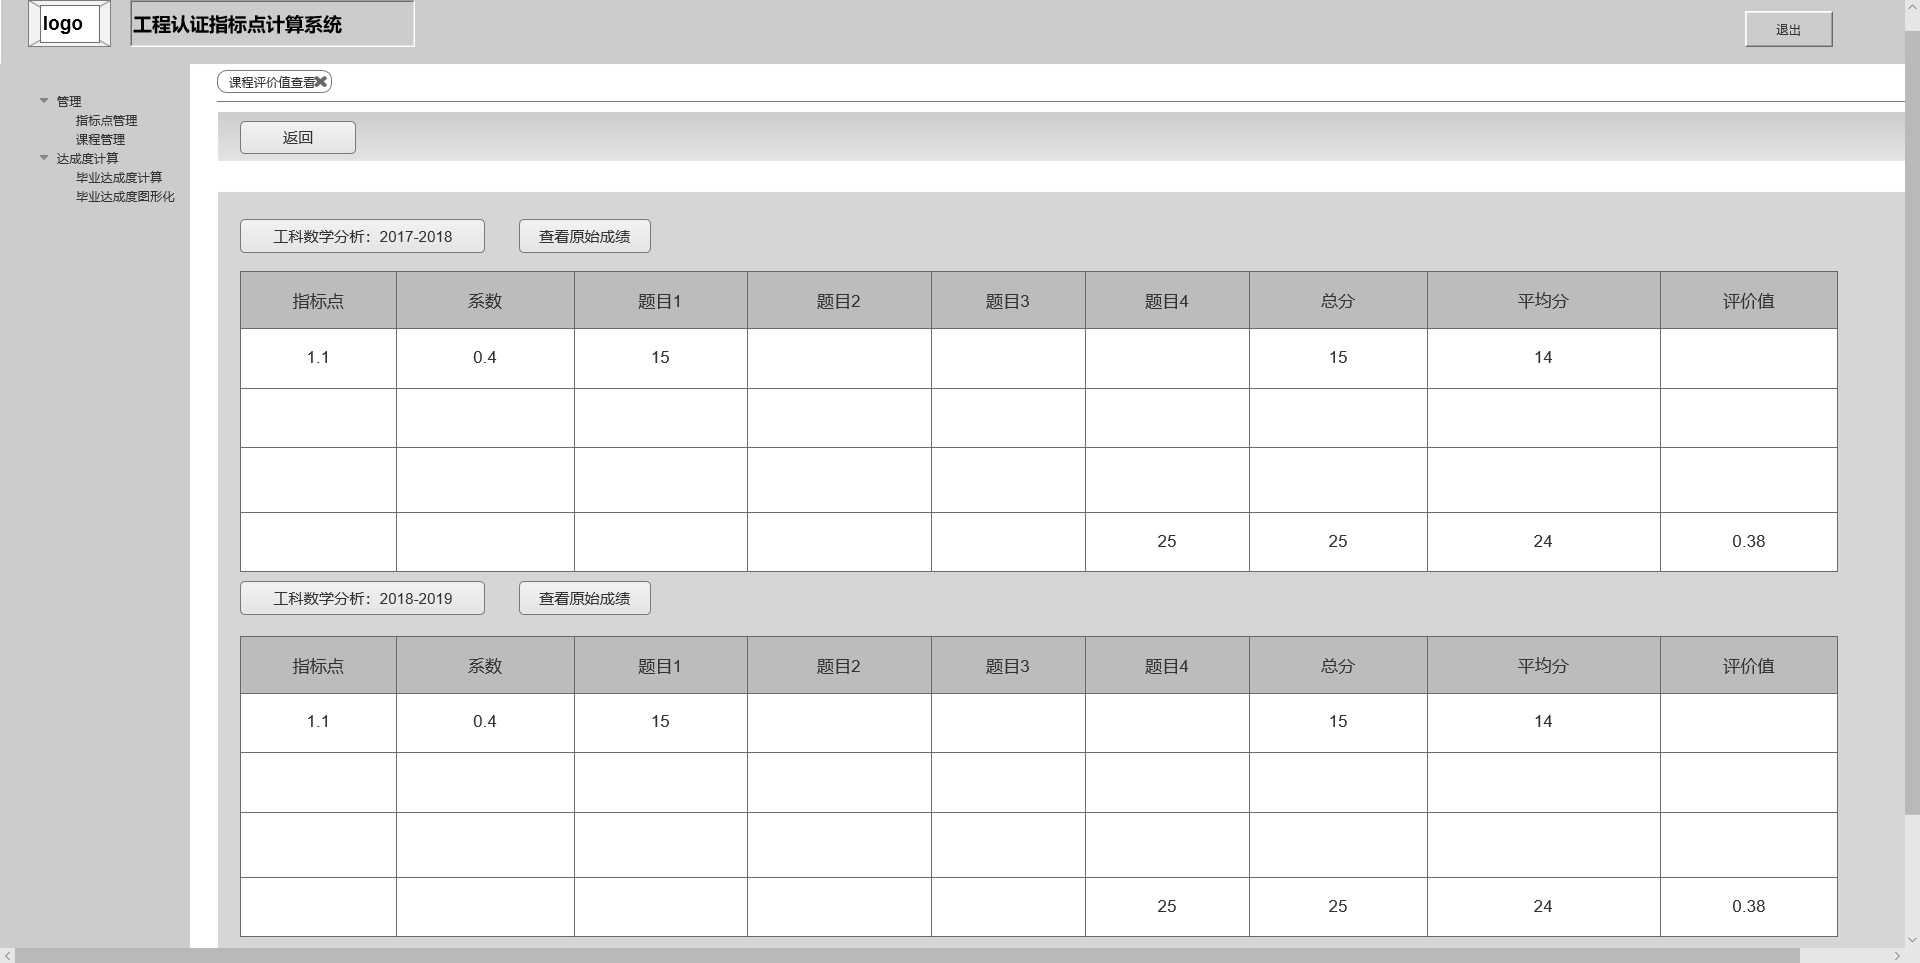 logo
工程认证指标点计算系统
退出
课程评价值查看
管理
指标点管理
课程管理
达成度计算
毕业达成度计算
毕业达成度图形化
返回
工科数学分析：2017-2018 查看原始成绩
指标点 系数 题目1 题目2 题目3 题目4 总分 平均分 评价值
1.1 0.4 15 15 14
25 25 24 0.38
工科数学分析：2018-2019 查看原始成绩
指标点 系数 题目1 题目2 题目3 题目4 总分 平均分 评价值
1.1 0.4 15 15 14
25 25 24 0.38